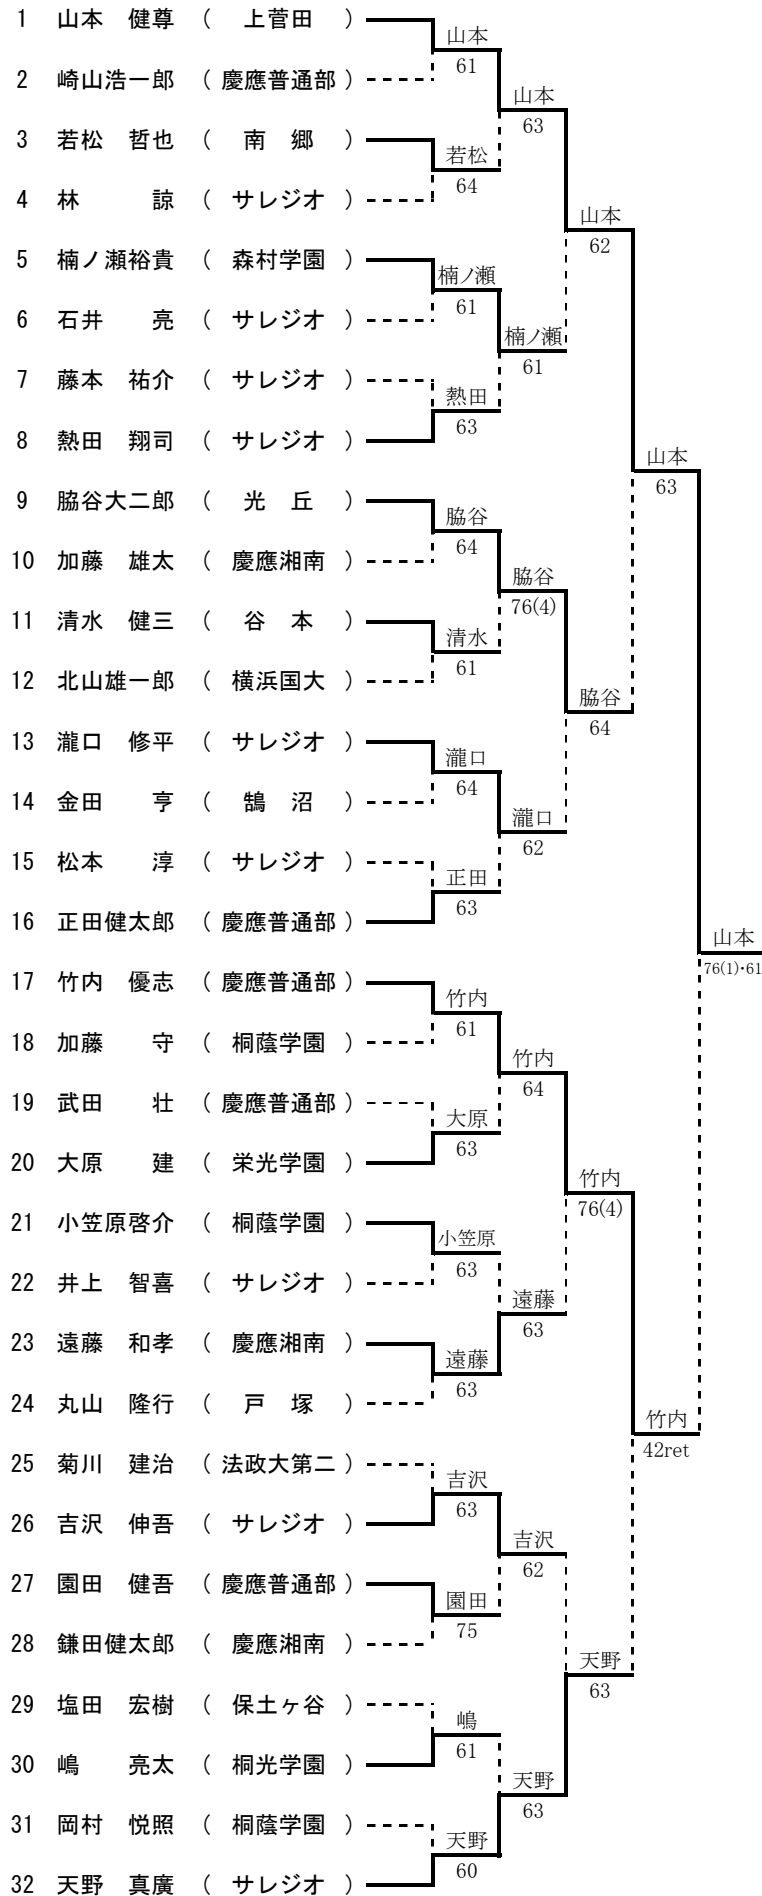 1 山本 健尊 ( 上菅田 )
山本
2 崎山浩一郎 ( 慶應普通部 )
61
山本
63
3 若松 哲也 ( 南 郷 )
若松
4 林 諒 ( サレジオ )
64
山本
62
5 楠ノ瀬裕貴 ( 森村学園 )
楠ノ瀬
6 石井 亮 ( サレジオ )
61
楠ノ瀬
61
7 藤本 祐介 ( サレジオ )
熱田
8 熱田 翔司 ( サレジオ )
63
山本
63
9 脇谷大二郎 ( 光 丘 )
脇谷
10 加藤 雄太 ( 慶應湘南 )
64
脇谷
76(4)
11 清水 健三 ( 谷 本 )
清水
12 北山雄一郎 ( 横浜国大 )
61
脇谷
64
13 瀧口 修平 ( サレジオ )
瀧口
14 金田 亨 ( 鵠 沼 )
64
瀧口
62
15 松本 淳 ( サレジオ )
正田
16 正田健太郎 ( 慶應普通部 )
63
山本
76(1)・61
17 竹内 優志 ( 慶應普通部 )
竹内
18 加藤 守 ( 桐蔭学園 )
61
竹内
64
19 武田 壮 ( 慶應普通部 )
大原
20 大原 建 ( 栄光学園 )
63
竹内
76(4)
21 小笠原啓介 ( 桐蔭学園 )
小笠原
22 井上 智喜 ( サレジオ )
63
遠藤
63
23 遠藤 和孝 ( 慶應湘南 )
遠藤
24 丸山 隆行 ( 戸 塚 )
63
竹内
42ret
25 菊川 建治 ( 法政大第二 )
吉沢
26 吉沢 伸吾 ( サレジオ )
63
吉沢
62
27 園田 健吾 ( 慶應普通部 )
園田
28 鎌田健太郎 ( 慶應湘南 )
75
天野
63
29 塩田 宏樹 ( 保土ヶ谷 )
嶋
30 嶋 亮太 ( 桐光学園 )
61
天野
63
31 岡村 悦照 ( 桐蔭学園 )
天野
32 天野 真廣 ( サレジオ )
60